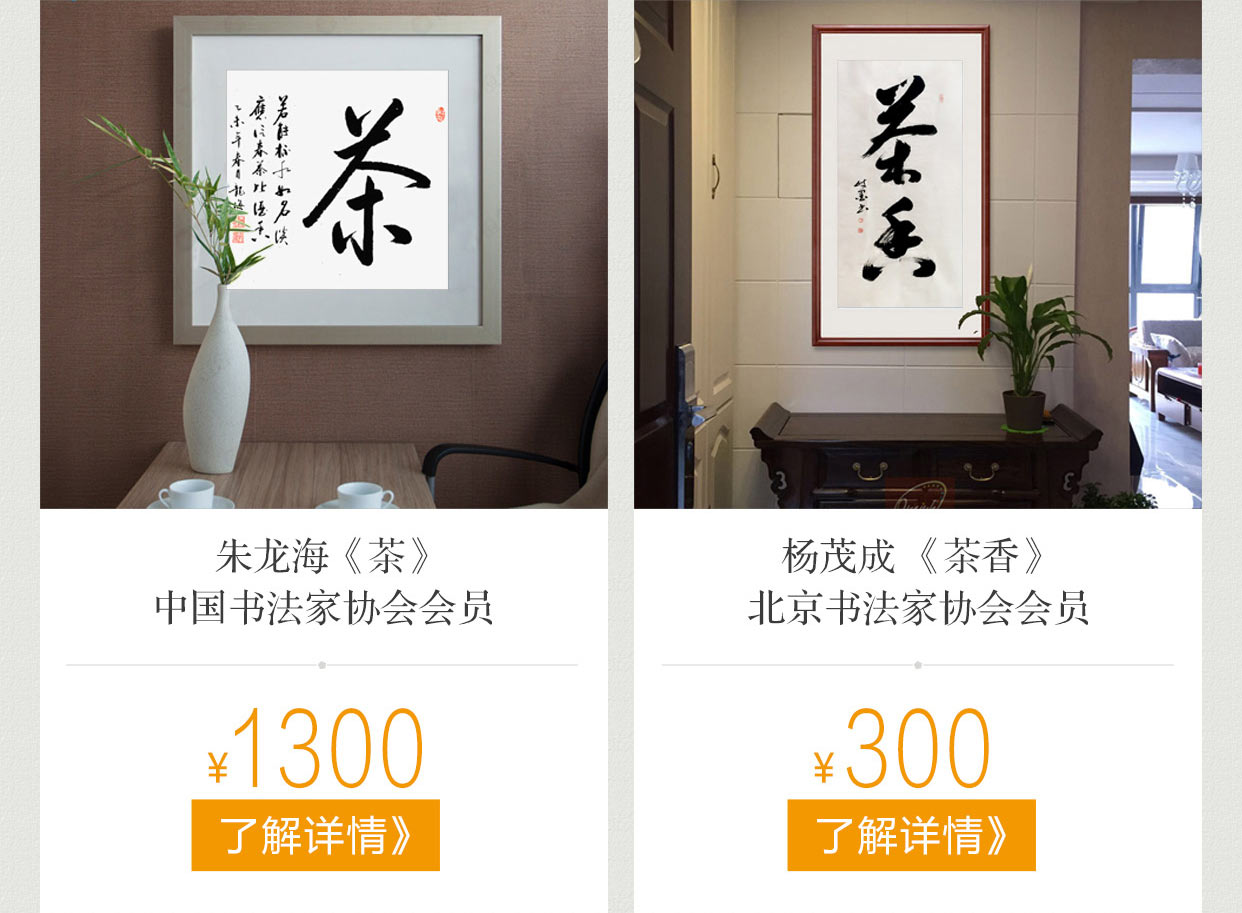 茶
若能杯水如名淡
应信春茶比酒香
乙未年春月龙海
茶香
朱龙海《茶》
中国书法家协会会员
¥1300
了解详情》
杨茂成《茶香》
北京书法家协会会员
¥300
了解详情》